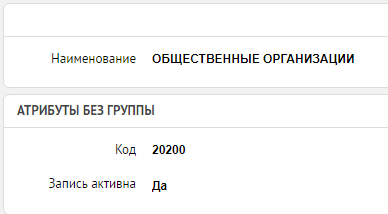 Наименование ОБЩЕСТВЕННЫЕ ОРГАНИЗАЦИИ
АТРИБУТЫ БЕЗ ГРУППЫ
Код 20200
Запись активна Да